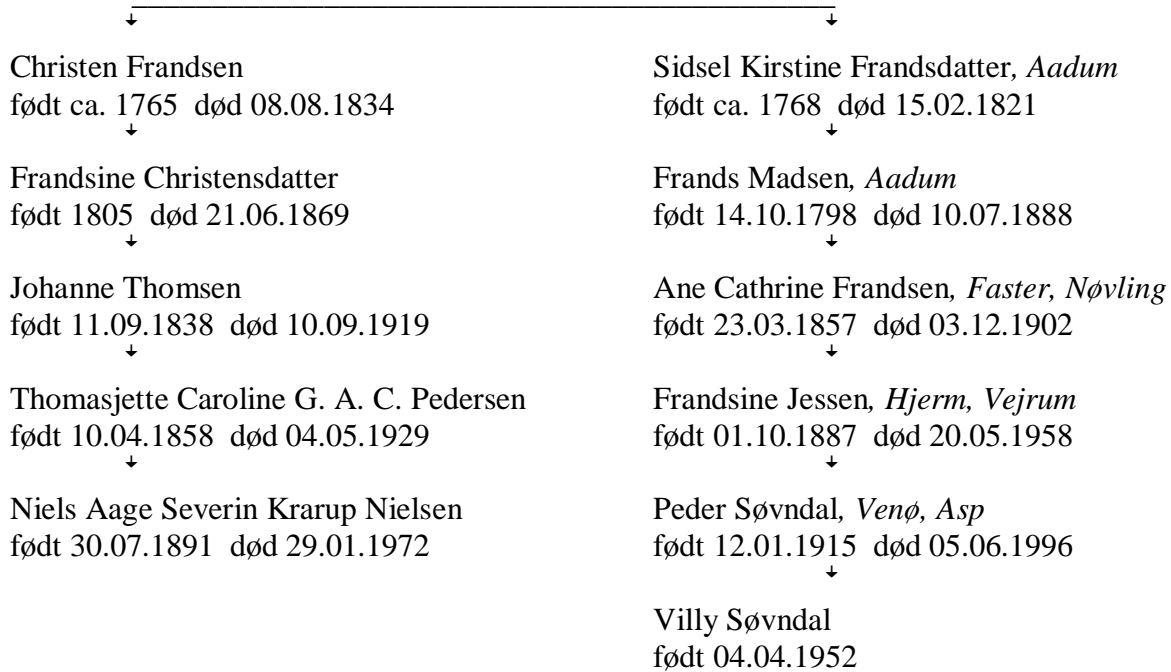 Christen Frandsen
født ca. 1765  død 08.08.1834
Frandsine Christensdatter
født 1805  død 21.06.1869
Johanne Thomsen
født 11.09.1838  død 10.09.1919
Thomasjette Caroline G. A. C. Pedersen
født 10.04.1858  død 04.05.1929
Niels Aage Severin Krarup Nielsen
født 30.07.1891  død 29.01.1972
Sidsel Kirstine Frandsdatter, Aadum
født ca. 1768  død 15.02.1821
Frands Madsen, Aadum
født 14.10.1798  død 10.07.1888
Ane Cathrine Frandsen, Faster, Nøvling
født 23.03.1857  død 03.12.1902
Frandsine Jessen, Hjerm, Vejrum
født 01.10.1887  død 20.05.1958
Peder Søvndal, Venø, Asp
født 12.01.1915  død 05.06.1996
Villy Søvndal
født 04.04.1952